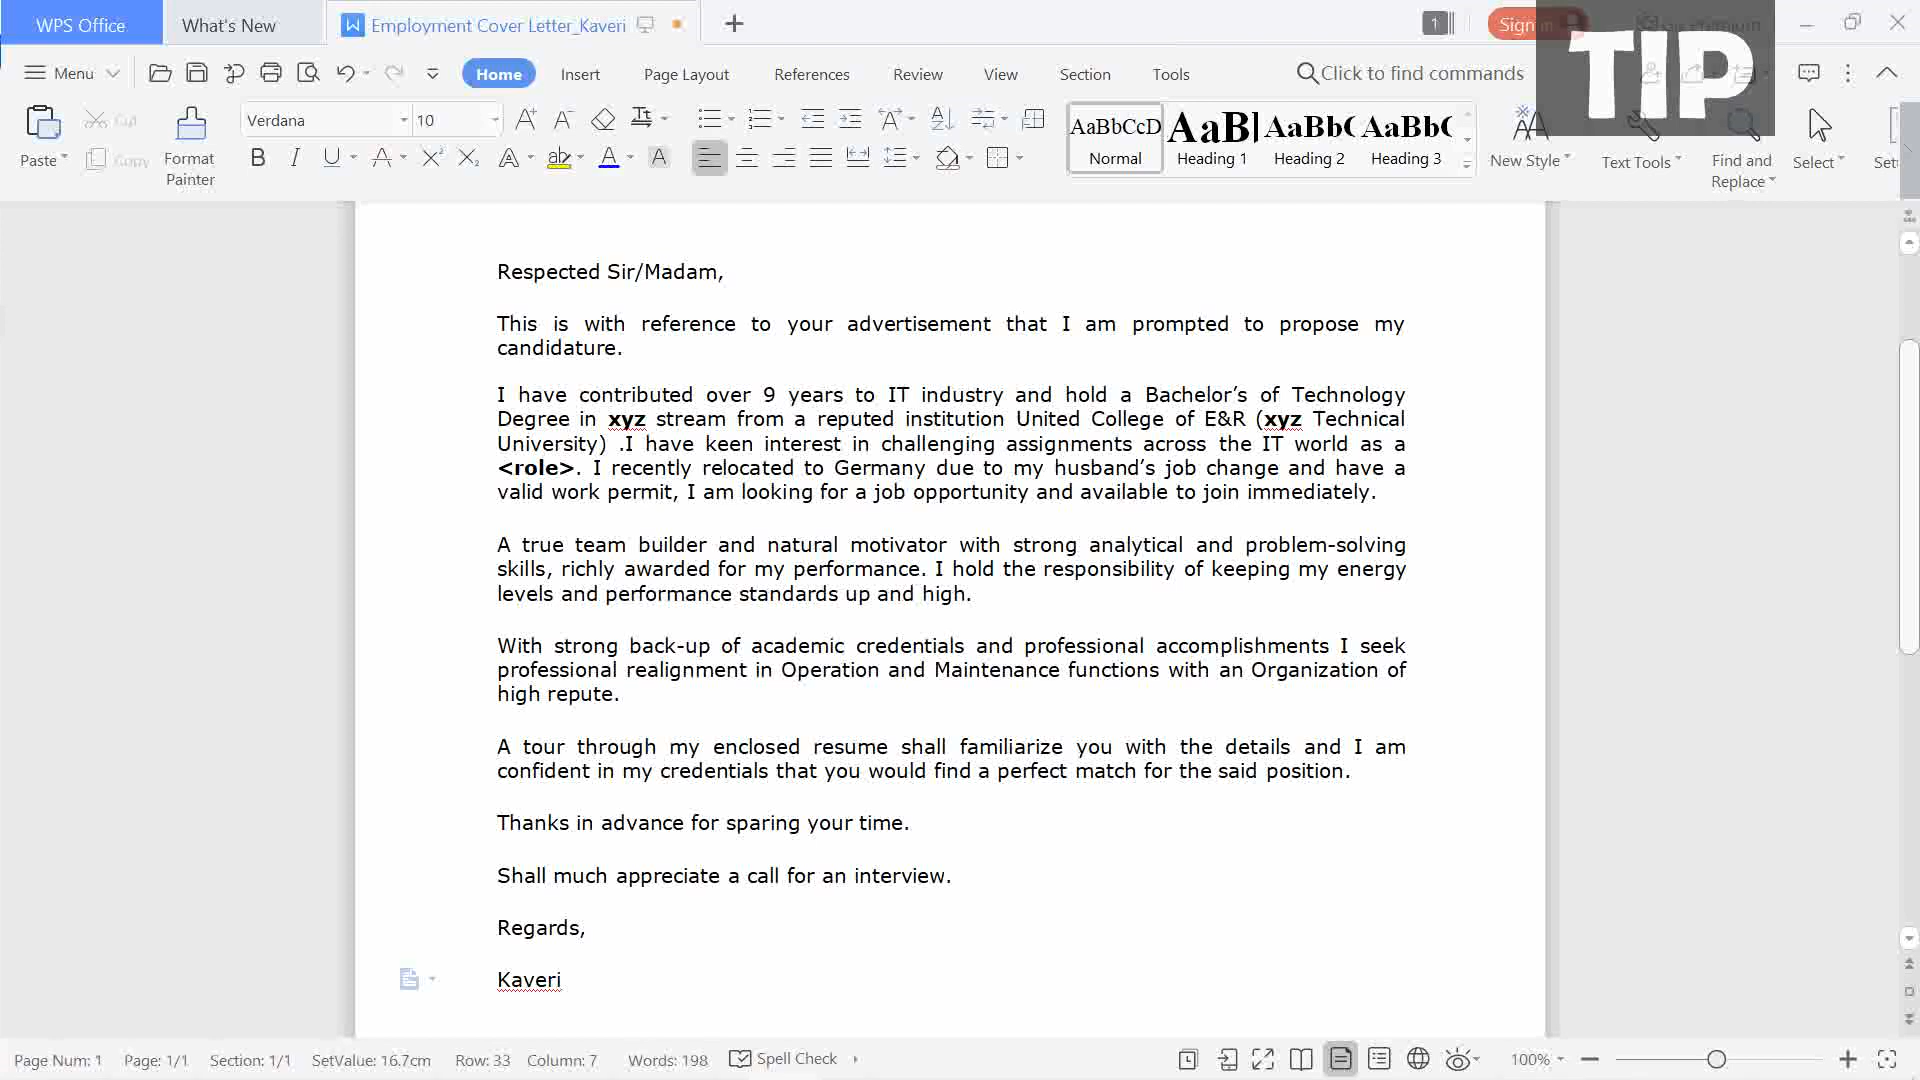 WPS Office
What's New
Employment Cover Letter_Kaveri
1
TIP
Menu
Home
Insert
Page Layout
References
Review
View
Section
Tools
Click to find commands
Paste
Cut
Copy
Format
Painter
Verdana
10
AaBbCcD
Normal
AaB
Heading 1
AaBb(
Heading 2
AaBb(
Heading 3
New Style
Text Tools
Find and
Replace
Select
Respected Sir/Madam,
This is with reference to your advertisement that I am prompted to propose my
candidature.
I have contributed over 9 years to IT industry and hold a Bachelor’s of Technology
Degree in xyz stream from a reputed institution United College of E&R (xyz Technical
University) .I have keen interest in challenging assignments across the IT world as a
<role>. I recently relocated to Germany due to my husband’s job change and have a
valid work permit, I am looking for a job opportunity and available to join immediately.
A true team builder and natural motivator with strong analytical and problem-solving
skills, richly awarded for my performance. I hold the responsibility of keeping my energy
levels and performance standards up and high.
With strong back-up of academic credentials and professional accomplishments I seek
professional realignment in Operation and Maintenance functions with an Organization of
high repute.
A tour through my enclosed resume shall familiarize you with the details and I am
confident in my credentials that you would find a perfect match for the said position.
Thanks in advance for sparing your time.
Shall much appreciate a call for an interview.
Regards,
Kaveri
Page Num: 1
Page: 1/1
Section: 1/1
SetValue: 16.7cm
Row: 33
Column: 7
Words: 198
Spell Check
100%